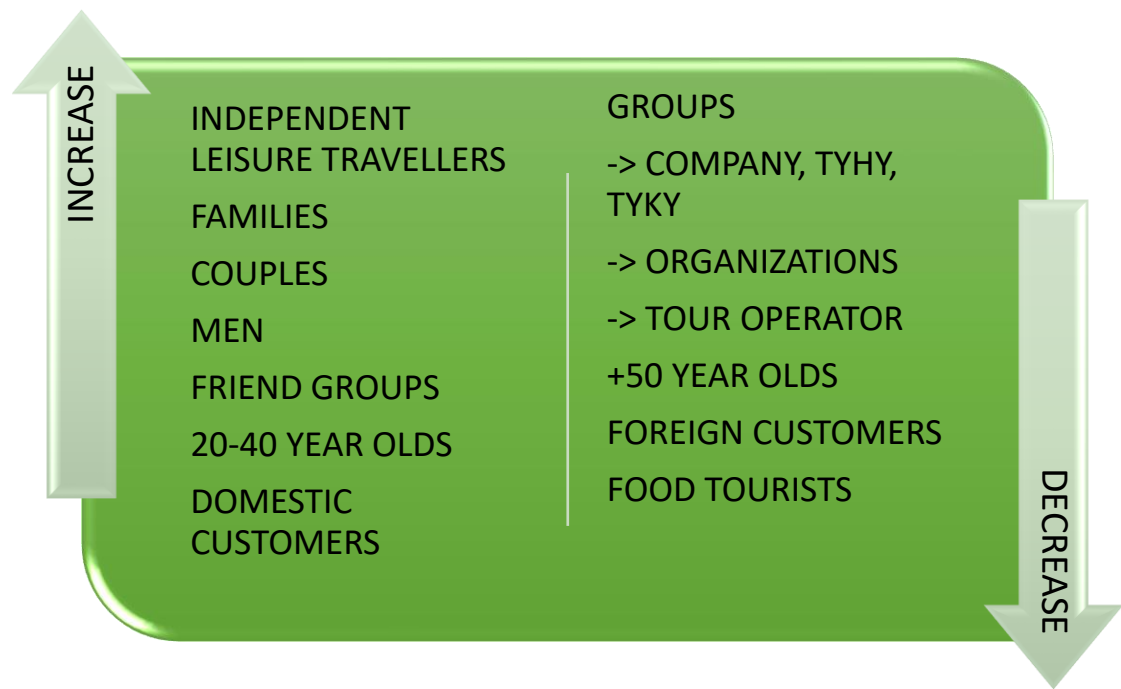 INCREASE
INDEPENDENT
LEISURE TRAVELLERS
FAMILIES
COUPLES
MEN
FRIEND GROUPS
20-40 YEAR OLDS
DOMESTIC
CUSTOMERS
GROUPS
-> COMPANY, TYHY,
TYKY
-> ORGANIZATIONS
-> TOUR OPERATOR
+50 YEAR OLDS
FOREIGN CUSTOMERS
FOOD TOURISTS
DECREASE